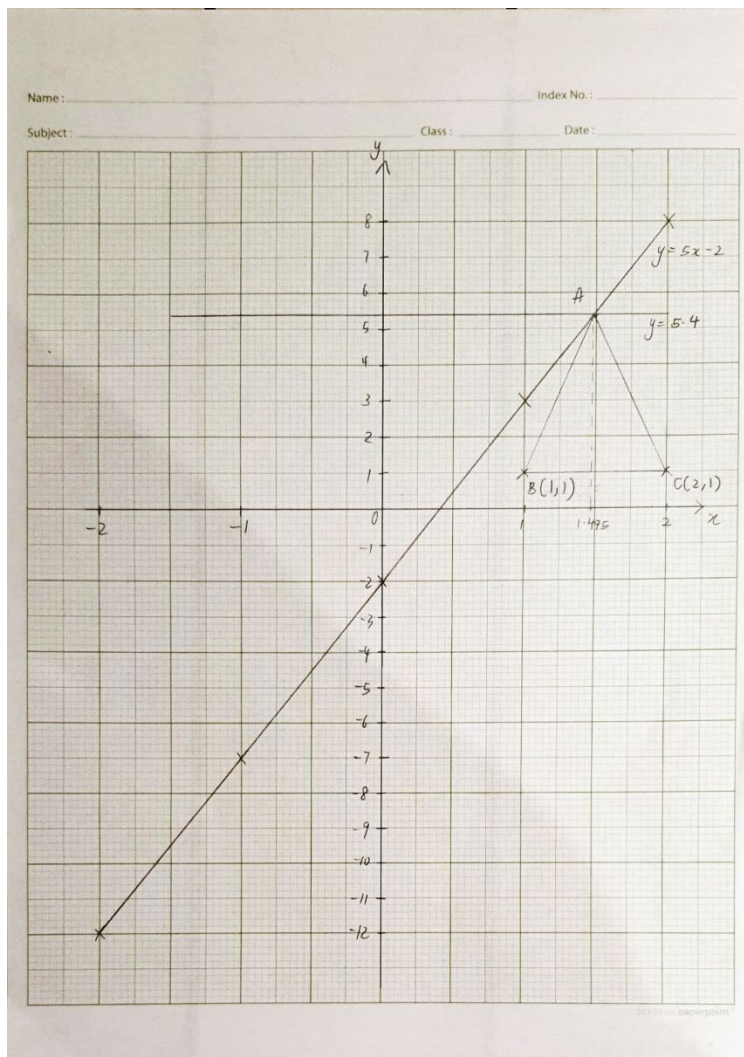 Name :
Index No. :
Subject :
Class :
Date :
y
8
7
y = 5x - 2
6
A
5
y = 5.4
4
3
2
1
B(1,1)
C(2,1)
-2
-1
0
1
1.475
2
x
-1
-2
-3
-4
-5
-6
-7
-8
-9
-10
-11
-12
paperpoint